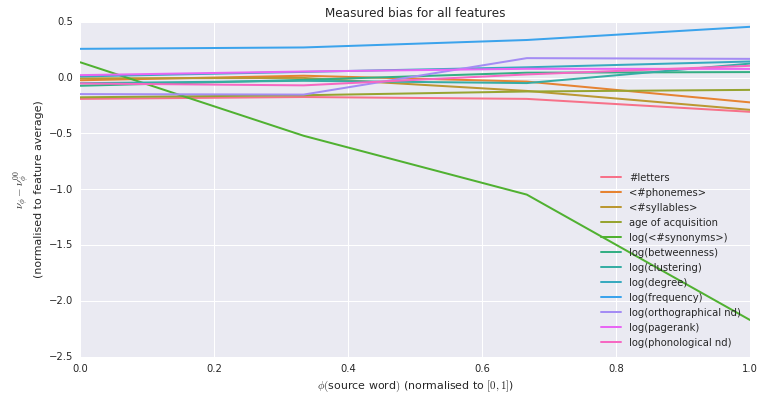 Measured bias for all features
0.5
0.0
−0.5
−1.0
−1.5
−2.0
−2.5
ν_φ − ν_φ^00
(normalised to feature average)
#letters
<#phonemes>
<#syllables>
age of acquisition
log(<#synonyms>)
log(betweenness)
log(clustering)
log(degree)
log(frequency)
log(orthographical nd)
log(pagerank)
log(phonological nd)
0.0 0.2 0.4 0.6 0.8 1.0
φ(source word) (normalised to [0, 1])